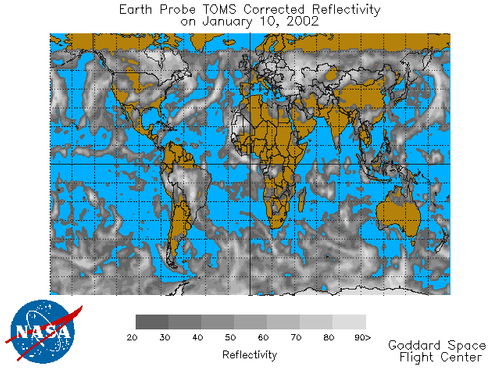 Earth Probe TOMS Corrected Reflectivity
on January 10, 2002
20 30 40 50 60 70 80 90>
Reflectivity
NASA
Goddard Space
Flight Center